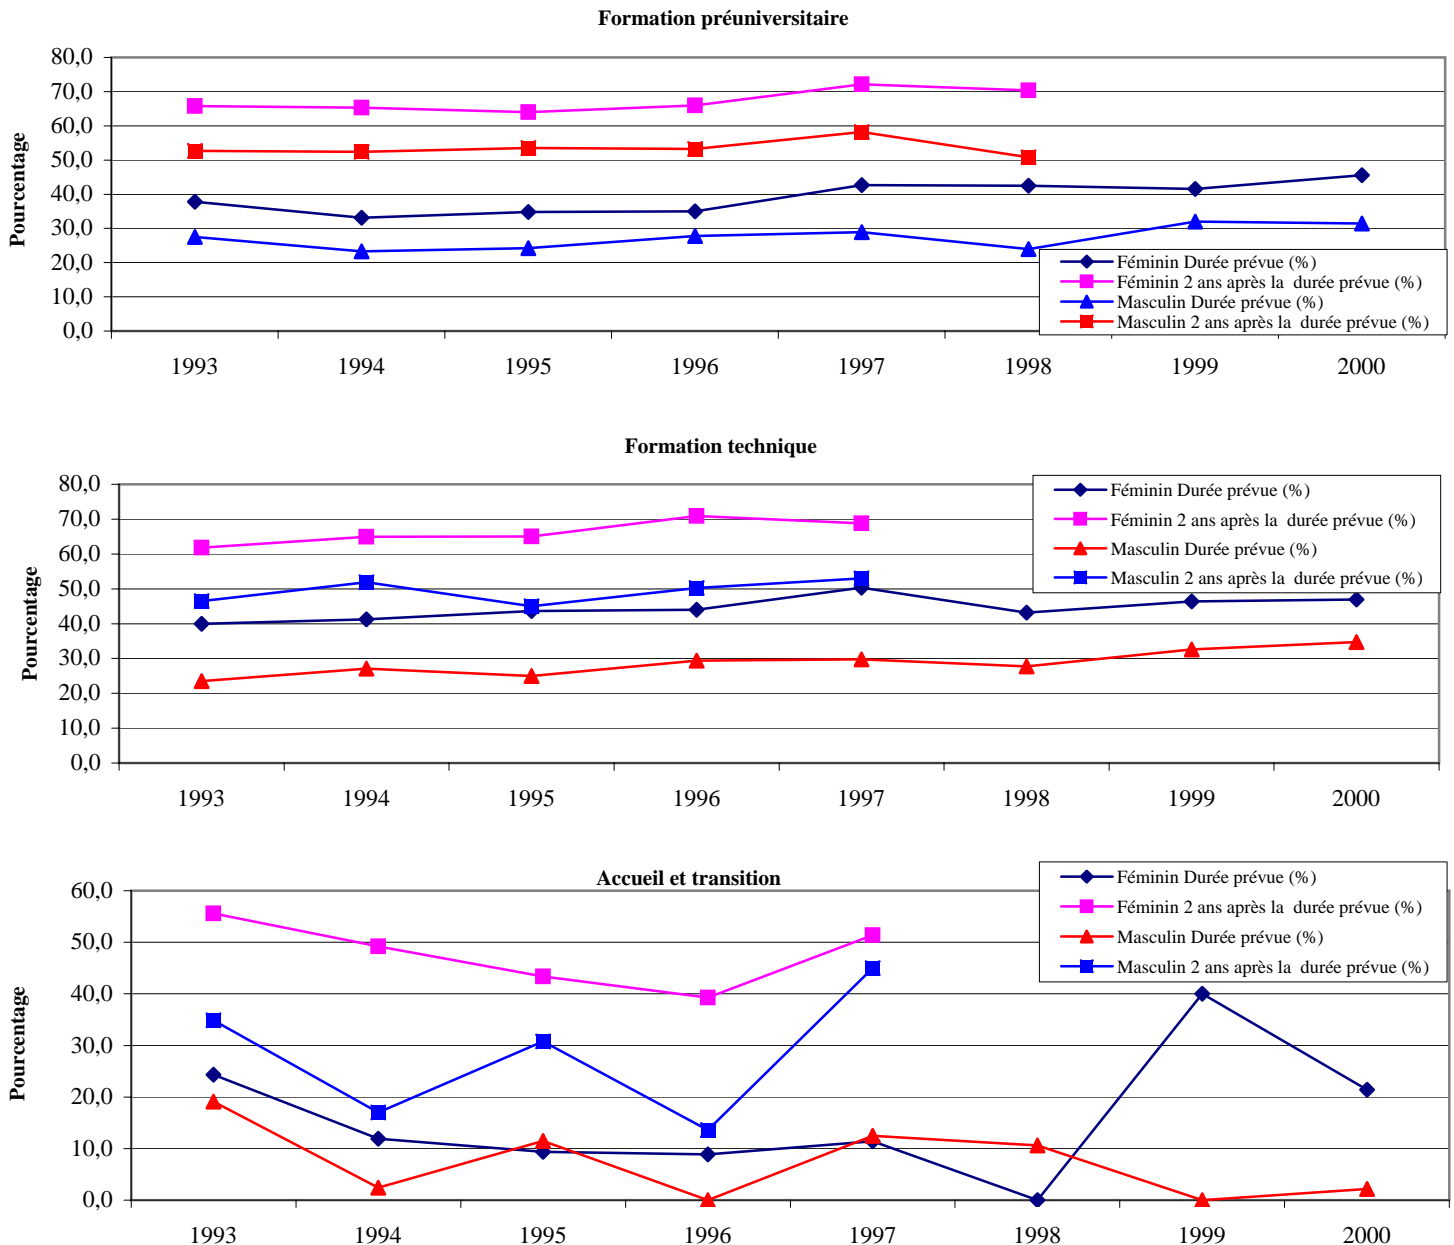 Formation préuniversitaire
80,0
70,0
60,0
50,0
40,0
30,0
20,0
10,0
0,0
Pourcentage
Féminin Durée prévue (%)
Féminin 2 ans après la durée prévue (%)
Masculin Durée prévue (%)
Masculin 2 ans après la durée prévue (%)
1993 1994 1995 1996 1997 1998 1999 2000
Formation technique
80,0
70,0
60,0
50,0
40,0
30,0
20,0
10,0
0,0
Pourcentage
Féminin Durée prévue (%)
Féminin 2 ans après la durée prévue (%)
Masculin Durée prévue (%)
Masculin 2 ans après la durée prévue (%)
1993 1994 1995 1996 1997 1998 1999 2000
Accueil et transition
60,0
50,0
40,0
30,0
20,0
10,0
0,0
Pourcentage
Féminin Durée prévue (%)
Féminin 2 ans après la durée prévue (%)
Masculin Durée prévue (%)
Masculin 2 ans après la durée prévue (%)
1993 1994 1995 1996 1997 1998 1999 2000